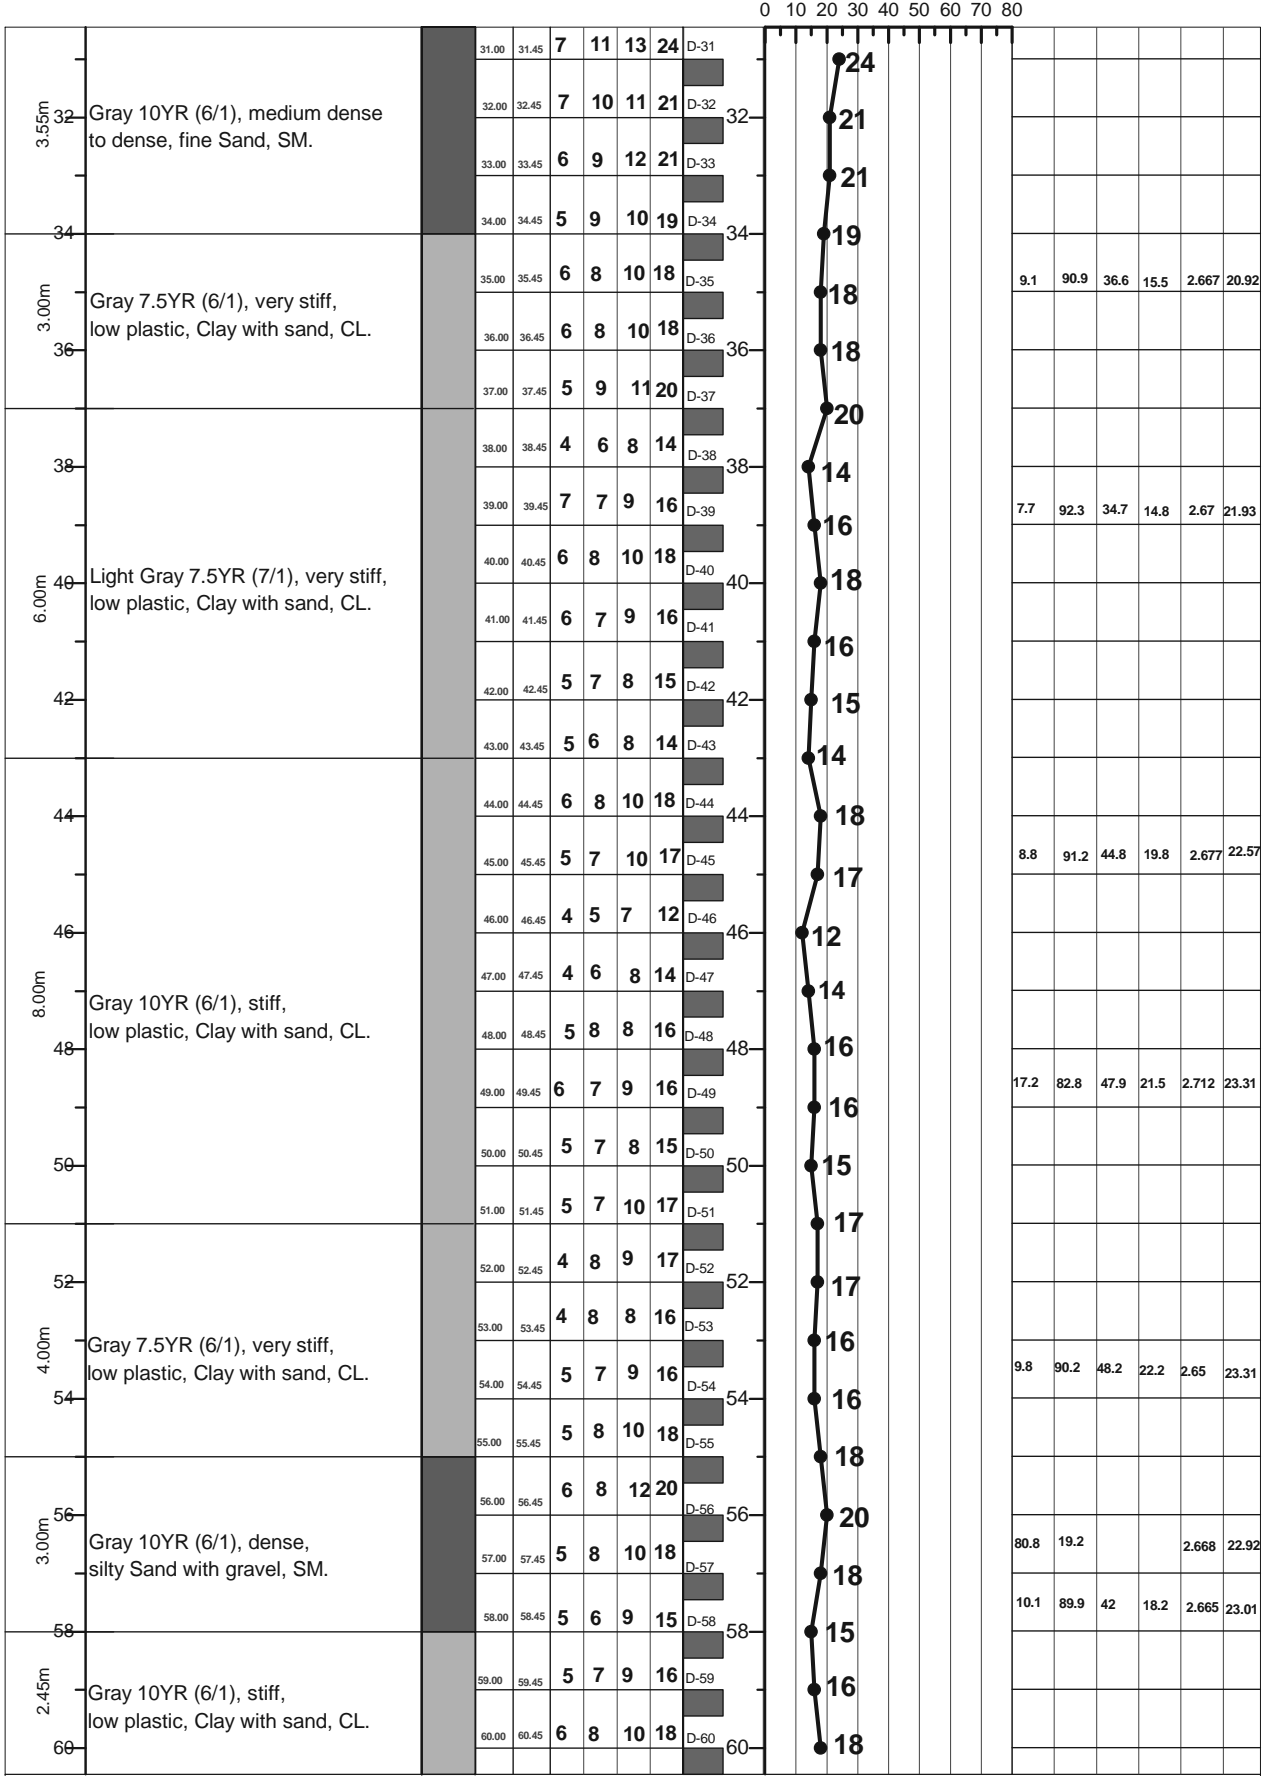 0 10 20 30 40 50 60 70 80
31.00 31.45 7 11 13 24 D-31
24
3.55m
Gray 10YR (6/1), medium dense
to dense, fine Sand, SM.
32.00 32.45 7 10 11 21 D-32
32 32 21
33.00 33.45 6 9 12 21 D-33
21
34.00 34.45 5 9 10 19 D-34
34 34 19
3.00m
Gray 7.5YR (6/1), very stiff,
low plastic, Clay with sand, CL.
35.00 35.45 6 8 10 18 D-35
18 9.1 90.9 36.6 15.5 2.667 20.92
36.00 36.45 6 8 10 18 D-36
36 36 18
37.00 37.45 5 9 11 20 D-37
20
38.00 38.45 4 6 8 14 D-38
38 38 14
39.00 39.45 7 7 9 16 D-39
16 7.7 92.3 34.7 14.8 2.67 21.93
6.00m
Light Gray 7.5YR (7/1), very stiff,
low plastic, Clay with sand, CL.
40.00 40.45 6 8 10 18 D-40
40 40 18
41.00 41.45 6 7 9 16 D-41
16
42.00 42.45 5 7 8 15 D-42
42 42 15
43.00 43.45 5 6 8 14 D-43
14
44.00 44.45 6 8 10 18 D-44
44 44 18
45.00 45.45 5 7 10 17 D-45
17 8.8 91.2 44.8 19.8 2.677 22.57
46.00 46.45 4 5 7 12 D-46
46 46 12
8.00m
Gray 10YR (6/1), stiff,
low plastic, Clay with sand, CL.
47.00 47.45 4 6 8 14 D-47
14
48.00 48.45 5 8 8 16 D-48
48 48 16
49.00 49.45 6 7 9 16 D-49
16 17.2 82.8 47.9 21.5 2.712 23.31
50.00 50.45 5 7 8 15 D-50
50 50 15
51.00 51.45 5 7 10 17 D-51
17
52.00 52.45 4 8 9 17 D-52
52 52 17
4.00m
Gray 7.5YR (6/1), very stiff,
low plastic, Clay with sand, CL.
53.00 53.45 4 8 8 16 D-53
16
54.00 54.45 5 7 9 16 D-54
54 54 16 9.8 90.2 48.2 22.2 2.65 23.31
55.00 55.45 5 8 10 18 D-55
18
56.00 56.45 6 8 12 20 D-56
56 56 20
3.00m
Gray 10YR (6/1), dense,
silty Sand with gravel, SM.
57.00 57.45 5 8 10 18 D-57
18 80.8 19.2 2.668 22.92
58.00 58.45 5 6 9 15 D-58
58 58 15 10.1 89.9 42 18.2 2.665 23.01
2.45m
Gray 10YR (6/1), stiff,
low plastic, Clay with sand, CL.
59.00 59.45 5 7 9 16 D-59
16
60.00 60.45 6 8 10 18 D-60
60 60 18